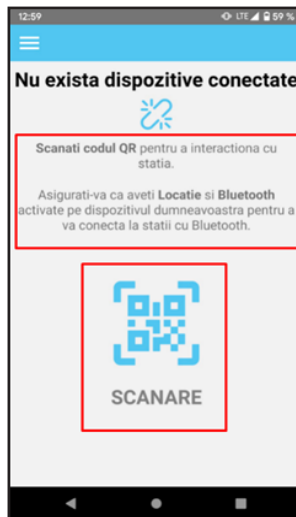 12:59 LTE 59 %
Nu exista dispozitive conectate
Scanati codul QR pentru a interactiona cu
statia.
Asigurati-va ca aveti Locatie si Bluetooth
activate pe dispozitivul dumneavoastra pentru a
va conecta la statii cu Bluetooth.
SCANARE